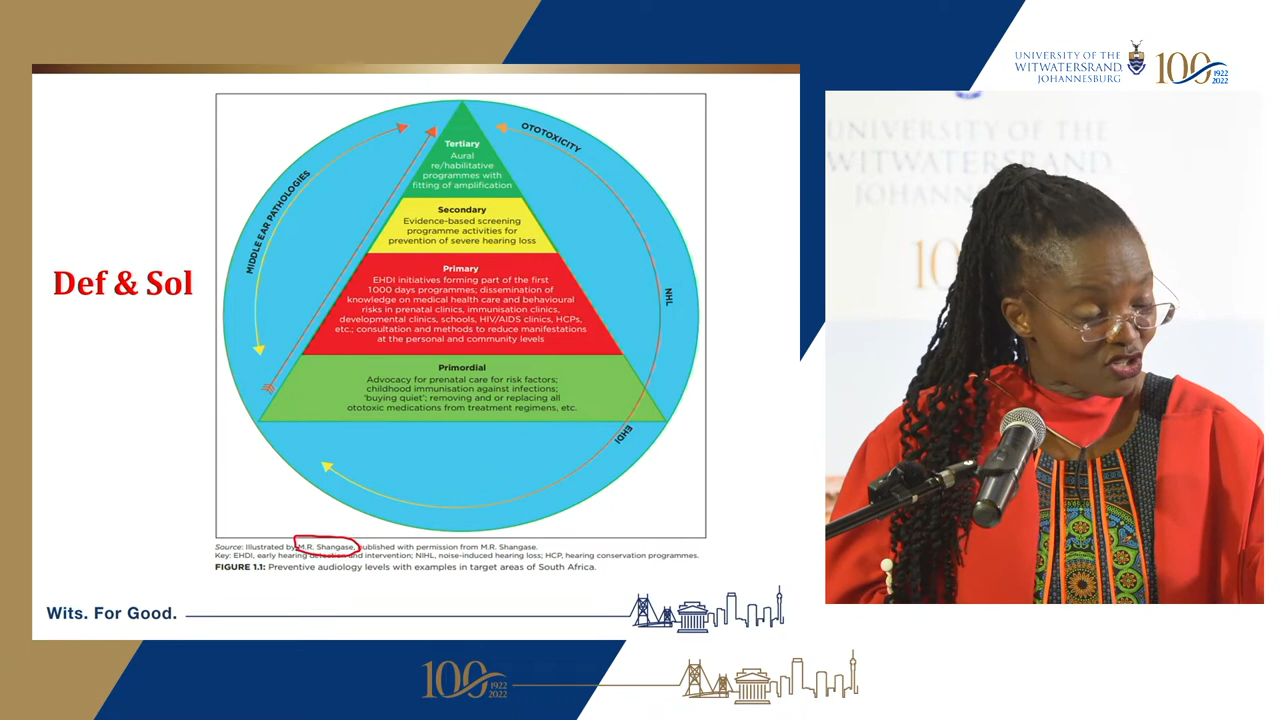 UNIVERSITY OF THE
WITWATERSRAND,
JOHANNESBURG
100
1922
2022
Def & Sol
MIDDLE EAR PATHOLOGIES
OTOTOXICITY
NHL
EHDI
Tertiary
Aural
re/habilitative
programmes with
fitting of amplification
Secondary
Evidence-based screening
programme activities for
prevention of severe hearing loss
Primary
EHDI initiatives forming part of the first
1000 days programmes; dissemination of
knowledge on medical health care and behavioural
risks in prenatal clinics, immunisation clinics,
developmental clinics, schools, HIV/AIDS clinics, HCPs,
etc.; consultation and methods to reduce manifestations
at the personal and community levels
Primordial
Advocacy for prenatal care for risk factors;
childhood immunisation against infections;
'buying quiet'; removing and or replacing all
ototoxic medications from treatment regimens, etc.
Source: Illustrated by M.R. Shangase, published with permission from M.R. Shangase.
Key: EHDI, early hearing detection and intervention; NIHL, noise-induced hearing loss; HCP, hearing conservation programmes.
FIGURE 1.1: Preventive audiology levels with examples in target areas of South Africa.
Wits. For Good.
UNIVERSITY OF THE
WITWATERSRAND
JOHANN
10
100
1922
2022